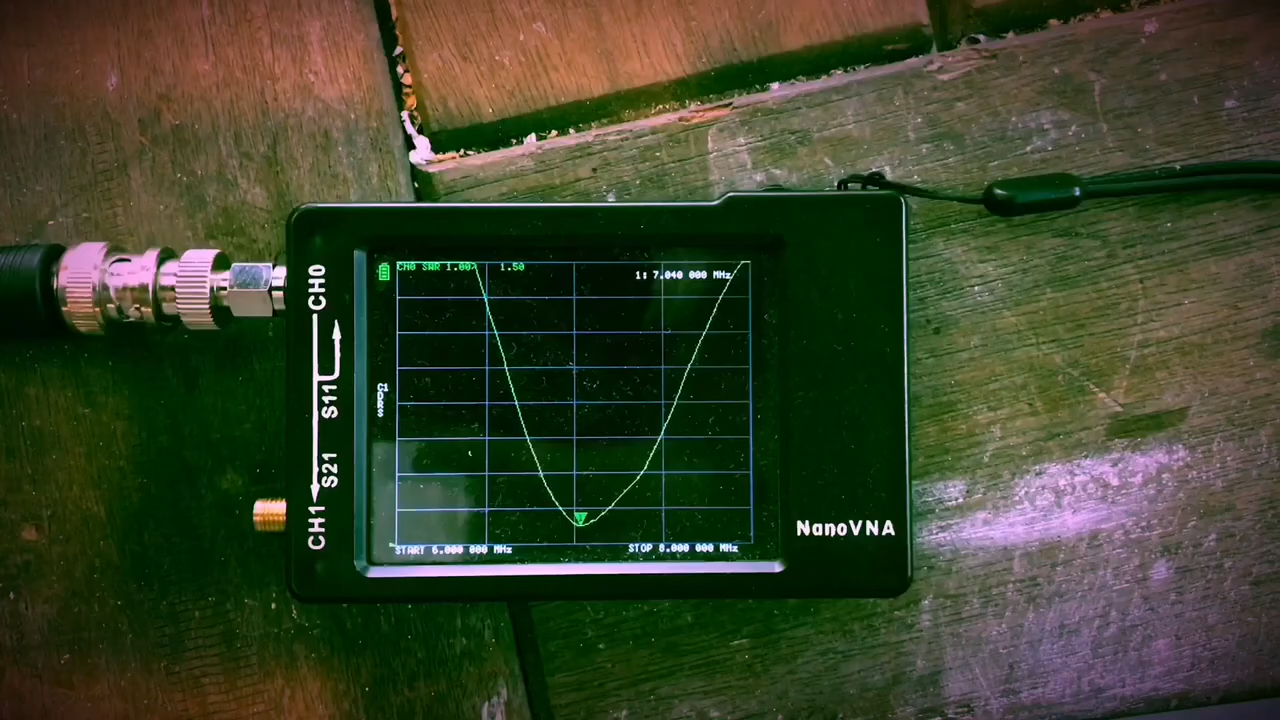 CH0 SWR 1.00/ 1.50
1: 7.040 000 MHz
START 6.000 000 MHz
STOP 8.000 000 MHz
CH0
S11
S21
CH1
NanoVNA